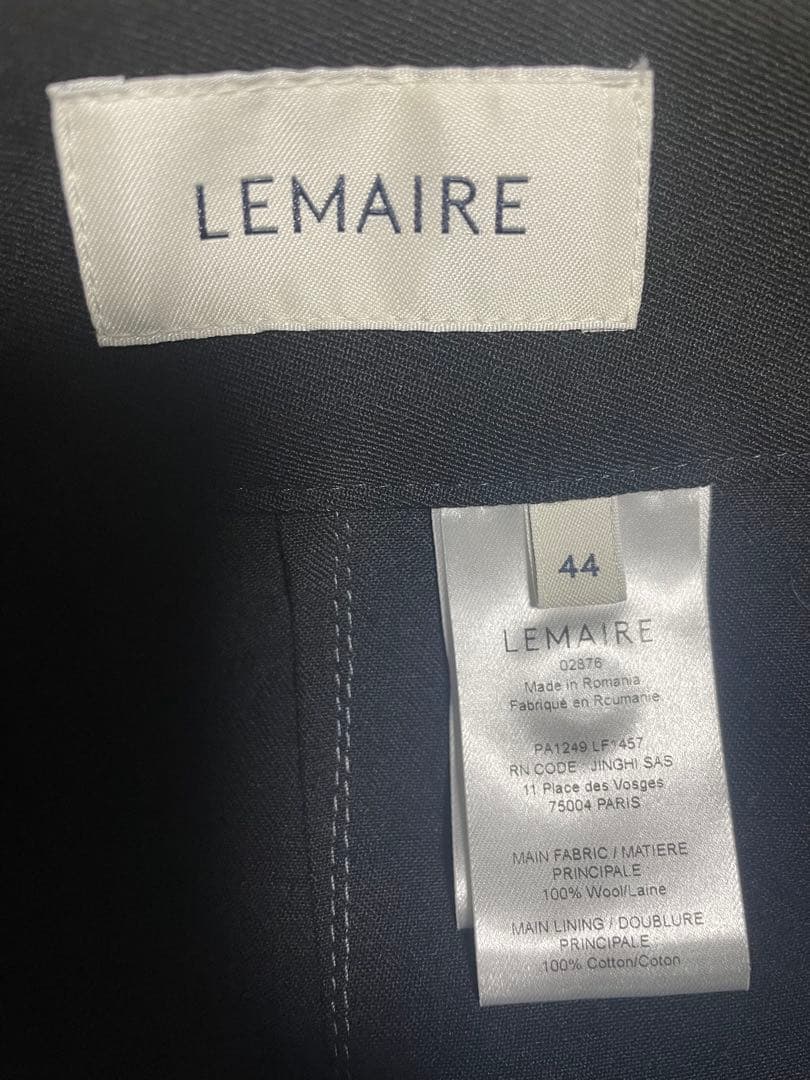 LEMAIRE
44
LEMAIRE
02876
Made in Romania
Fabriqué en Roumanie
PA1249 LF1457
RN CODE : JINGHI SAS
11 Place des Vosges
75004 PARIS
MAIN FABRIC / MATIERE
PRINCIPALE
100% Wool/Laine
MAIN LINING / DOUBLURE
PRINCIPALE
100% Cotton/Coton